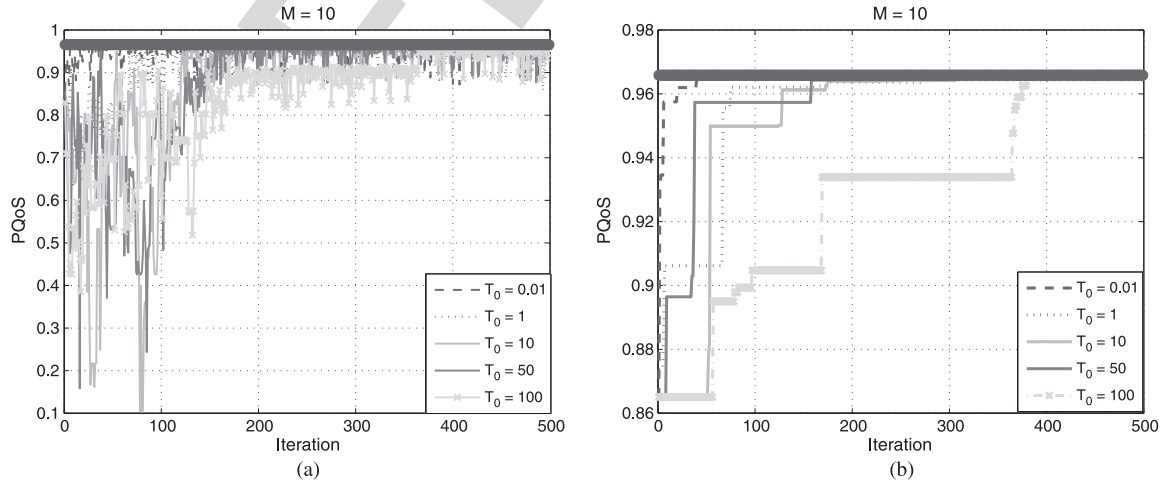 M = 10
1
0.9
0.8
0.7
0.6
0.5
0.4
0.3
0.2
0.1
PQoS
0
100
200
300
400
500
Iteration
T0 = 0.01
T0 = 1
T0 = 10
T0 = 50
T0 = 100
(a)
M = 10
0.98
0.96
0.94
0.92
0.9
0.88
0.86
PQoS
0
100
200
300
400
500
Iteration
T0 = 0.01
T0 = 1
T0 = 10
T0 = 50
T0 = 100
(b)